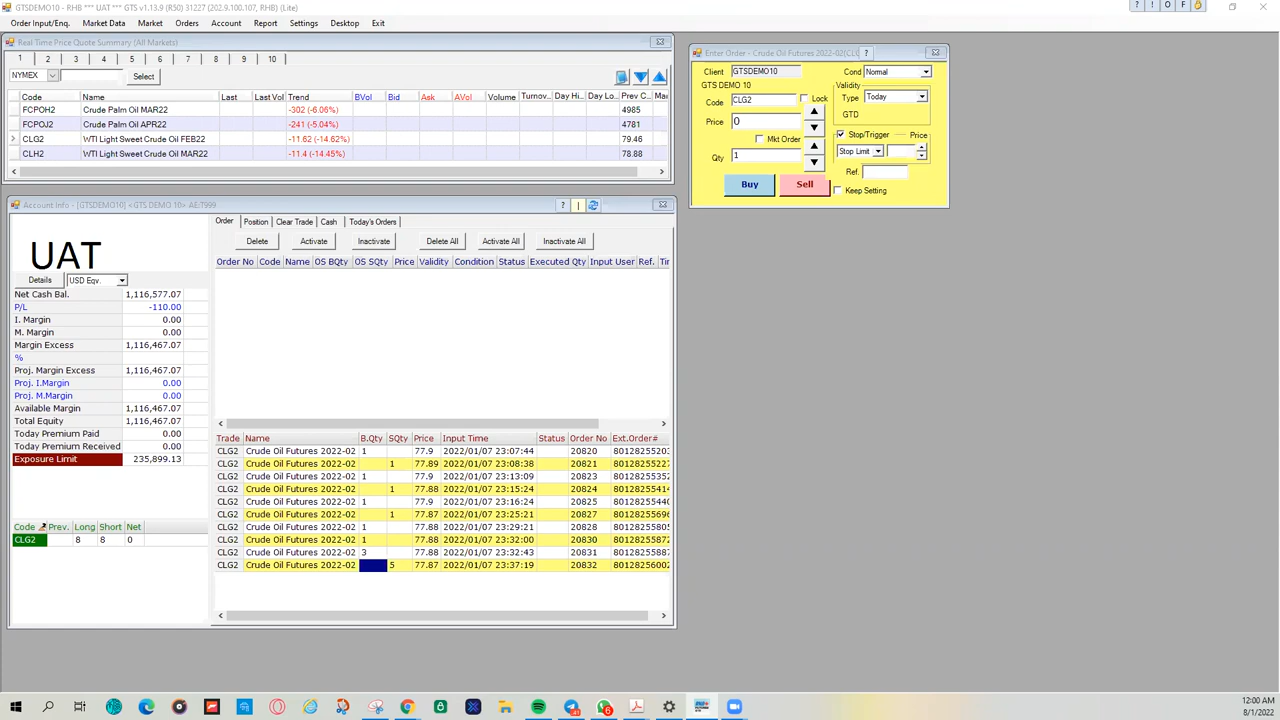 GTSDEMO10 - RHB *** UAT *** GTS v1.13.9 (R50) 31227 (202.9.100.107, RHB) (Lite)
? ! O F
Order Input/Enq. Market Data Market Orders Account Report Settings Desktop Exit
Real Time Price Quote Summary (All Markets)
1 2 3 4 5 6 7 8 9 10
NYMEX Select
Code Name Last Last Vol Trend BVol Bid Ask AVol Volume Turnov... Day Hi... Day Lo... Prev C... Mar
FCPOH2 Crude Palm Oil MAR22 -302 (-6.06%) 4985
FCPOJ2 Crude Palm Oil APR22 -241 (-5.04%) 4781
CLG2 WTI Light Sweet Crude Oil FEB22 -11.62 (-14.62%) 79.46
CLH2 WTI Light Sweet Crude Oil MAR22 -11.4 (-14.45%) 78.88
Enter Order - Crude Oil Futures 2022-02(CLG ?
Client GTSDEMO10 Cond Normal
GTS DEMO 10 Validity
Code CLG2 Lock Type Today
Price 0 GTD
Mkt Order Stop/Trigger Price
Qty 1 Stop Limit
Ref.
Buy Sell Keep Setting
Account Info - [GTSDEMO10] <GTS DEMO 10> AE:T999 ?
UAT
Details USD Eqv.
Net Cash Bal. 1,116,577.07
P/L -110.00
I. Margin 0.00
M. Margin 0.00
Margin Excess 1,116,467.07
%
Proj. Margin Excess 1,116,467.07
Proj. I.Margin 0.00
Proj. M.Margin 0.00
Available Margin 1,116,467.07
Total Equity 1,116,467.07
Today Premium Paid 0.00
Today Premium Received 0.00
Exposure Limit 235,899.13
Code Prev. Long Short Net
CLG2 8 8 0
Order Position Clear Trade Cash Today's Orders
Delete Activate Inactivate Delete All Activate All Inactivate All
Order No Code Name OS BQty OS SQty Price Validity Condition Status Executed Qty Input User Ref. Tir
Trade Name B.Qty SQty Price Input Time Status Order No Ext.Order#
CLG2 Crude Oil Futures 2022-02 1 77.9 2022/01/07 23:07:44 20820 80128255203
CLG2 Crude Oil Futures 2022-02 1 77.89 2022/01/07 23:08:38 20821 80128255227
CLG2 Crude Oil Futures 2022-02 1 77.9 2022/01/07 23:13:09 20823 80128255352
CLG2 Crude Oil Futures 2022-02 1 77.88 2022/01/07 23:15:24 20824 80128255414
CLG2 Crude Oil Futures 2022-02 1 77.9 2022/01/07 23:16:24 20825 80128255440
CLG2 Crude Oil Futures 2022-02 1 77.87 2022/01/07 23:25:21 20827 80128255696
CLG2 Crude Oil Futures 2022-02 1 77.88 2022/01/07 23:29:21 20828 80128255805
CLG2 Crude Oil Futures 2022-02 1 77.88 2022/01/07 23:32:00 20830 80128255872
CLG2 Crude Oil Futures 2022-02 3 77.88 2022/01/07 23:32:43 20831 80128255887
CLG2 Crude Oil Futures 2022-02 5 77.87 2022/01/07 23:37:19 20832 80128256002
12:00 AM
8/1/2022